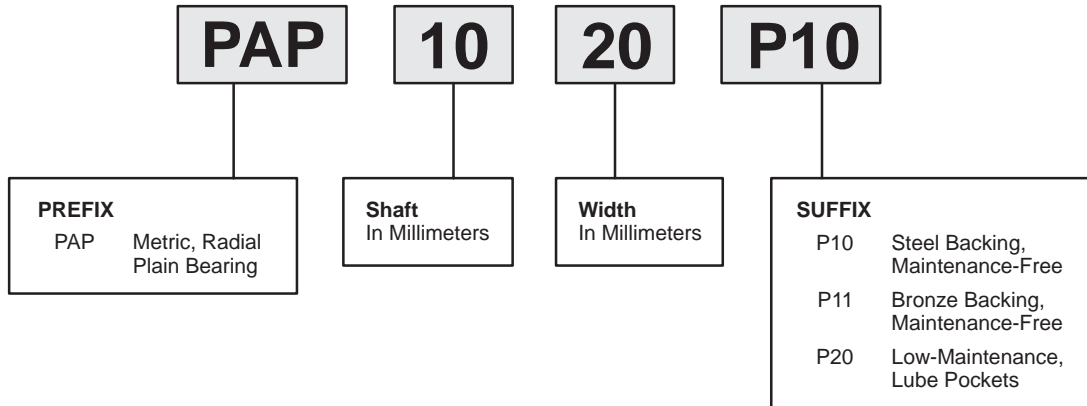 PAP 10 20 P10
PREFIX
PAP Metric, Radial
Plain Bearing
Shaft
In Millimeters
Width
In Millimeters
SUFFIX
P10 Steel Backing,
Maintenance-Free
P11 Bronze Backing,
Maintenance-Free
P20 Low-Maintenance,
Lube Pockets